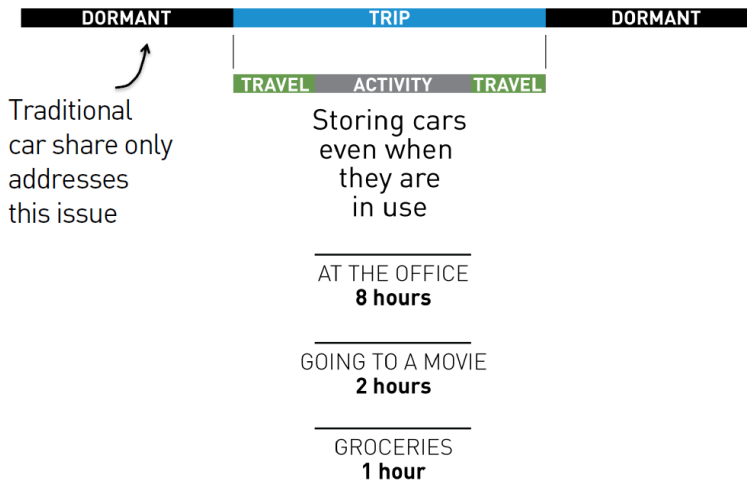 DORMANT TRIP DORMANT
TRAVEL ACTIVITY TRAVEL
Traditional
car share only
addresses
this issue
Storing cars
even when
they are
in use
AT THE OFFICE
8 hours
GOING TO A MOVIE
2 hours
GROCERIES
1 hour